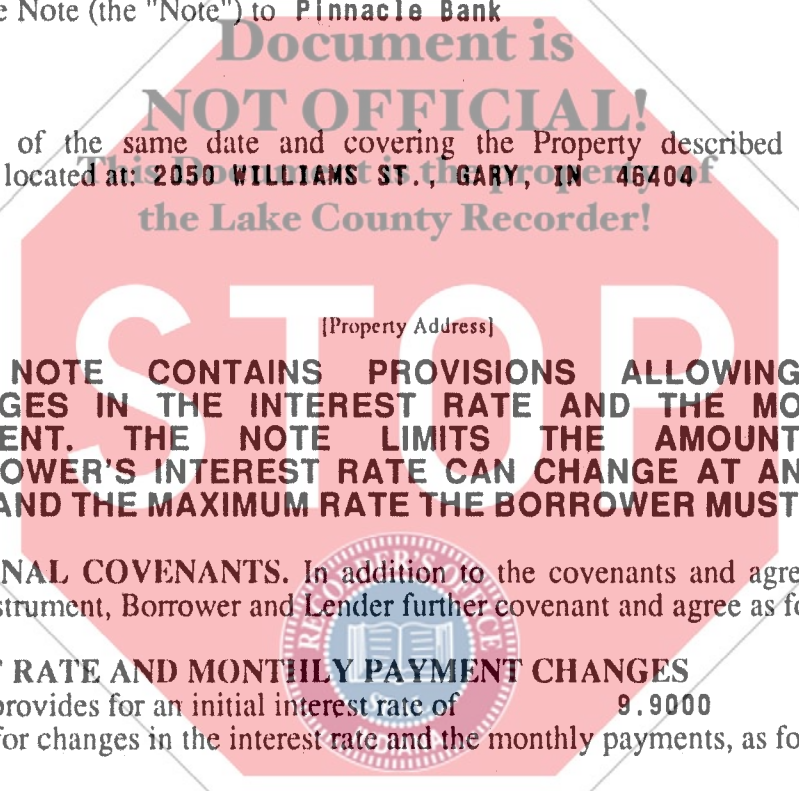 e Note (the "Note") to Pinnacle Bank
Document is
NOT OFFICIAL!
of the same date and covering the Property described
This Document is the property of
located at: 2050 WILLIAMS ST., GARY, IN 46404
the Lake County Recorder!
STOP
[Property Address]
NOTE CONTAINS PROVISIONS ALLOWING
GES IN THE INTEREST RATE AND THE MO
ENT. THE NOTE LIMITS THE AMOUNT
OWER'S INTEREST RATE CAN CHANGE AT AN
AND THE MAXIMUM RATE THE BORROWER MUST
NAL COVENANTS. In addition to the covenants and agre
strument, Borrower and Lender further covenant and agree as fo
RECORDER'S OFFICE
SEAL
INDIANA
T RATE AND MONTHLY PAYMENT CHANGES
provides for an initial interest rate of 9.9000
for changes in the interest rate and the monthly payments, as fo